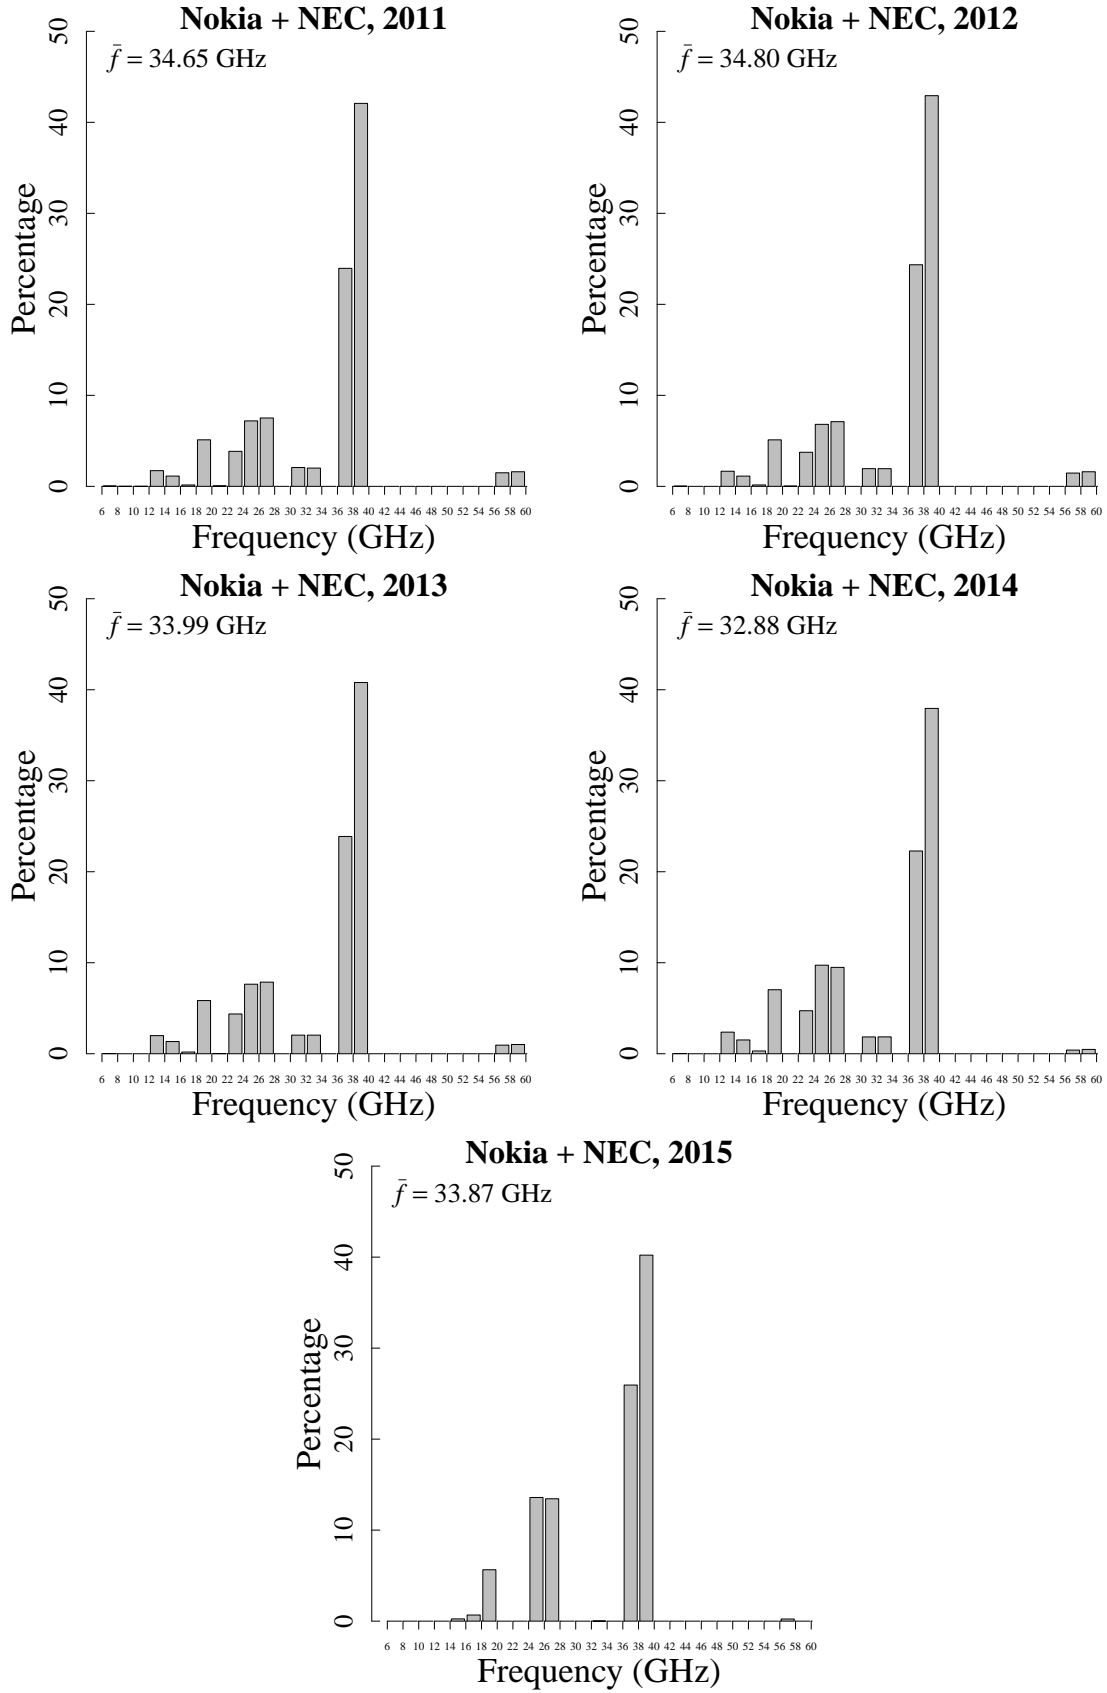 Nokia + NEC, 2011
f̄ = 34.65 GHz
Percentage
0 10 20 30 40 50
6 8 10 12 14 16 18 20 22 24 26 28 30 32 34 36 38 40 42 44 46 48 50 52 54 56 58 60
Frequency (GHz)
Nokia + NEC, 2012
f̄ = 34.80 GHz
Percentage
0 10 20 30 40 50
6 8 10 12 14 16 18 20 22 24 26 28 30 32 34 36 38 40 42 44 46 48 50 52 54 56 58 60
Frequency (GHz)
Nokia + NEC, 2013
f̄ = 33.99 GHz
Percentage
0 10 20 30 40 50
6 8 10 12 14 16 18 20 22 24 26 28 30 32 34 36 38 40 42 44 46 48 50 52 54 56 58 60
Frequency (GHz)
Nokia + NEC, 2014
f̄ = 32.88 GHz
Percentage
0 10 20 30 40 50
6 8 10 12 14 16 18 20 22 24 26 28 30 32 34 36 38 40 42 44 46 48 50 52 54 56 58 60
Frequency (GHz)
Nokia + NEC, 2015
f̄ = 33.87 GHz
Percentage
0 10 20 30 40 50
6 8 10 12 14 16 18 20 22 24 26 28 30 32 34 36 38 40 42 44 46 48 50 52 54 56 58 60
Frequency (GHz)